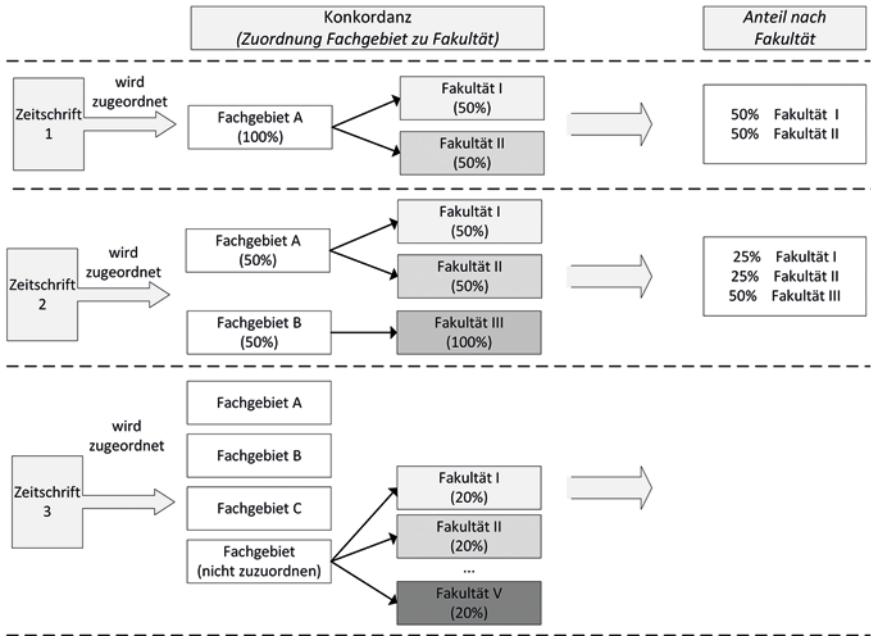 Konkordanz
(Zuordnung Fachgebiet zu Fakultät)
Anteil nach
Fakultät
Zeitschrift
1
wird
zugeordnet
Fachgebiet A
(100%)
Fakultät I
(50%)
Fakultät II
(50%)
50% Fakultät I
50% Fakultät II
Zeitschrift
2
wird
zugeordnet
Fachgebiet A
(50%)
Fakultät I
(50%)
Fakultät II
(50%)
Fachgebiet B
(50%)
Fakultät III
(100%)
25% Fakultät I
25% Fakultät II
50% Fakultät III
Zeitschrift
3
wird
zugeordnet
Fachgebiet A
Fachgebiet B
Fachgebiet C
Fachgebiet
(nicht zuzuordnen)
Fakultät I
(20%)
Fakultät II
(20%)
...
Fakultät V
(20%)